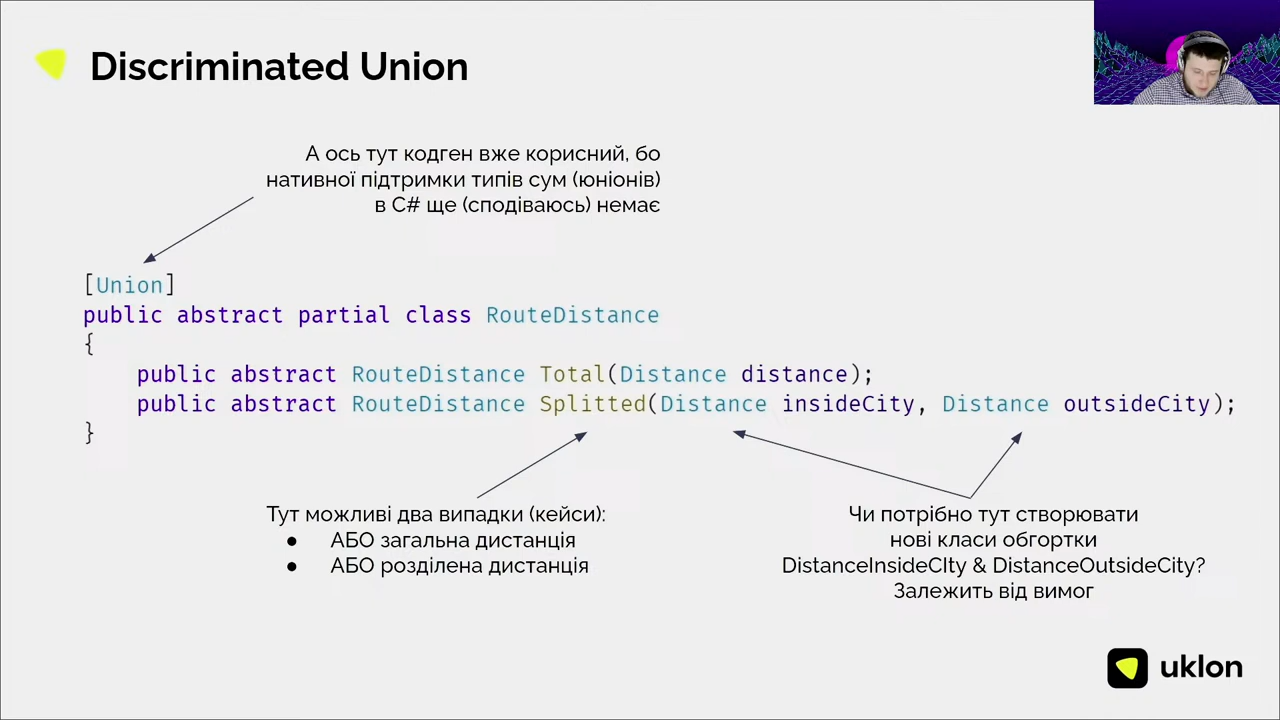 Discriminated Union
А ось тут кодген вже корисний, бо
нативної підтримки типів сум (юніонів)
в C# ще (сподіваюсь) немає
[Union]
public abstract partial class RouteDistance
{
public abstract RouteDistance Total(Distance distance);
public abstract RouteDistance Splitted(Distance insideCity, Distance outsideCity);
}
Тут можливі два випадки (кейси):
● АБО загальна дистанція
● АБО розділена дистанція
Чи потрібно тут створювати
нові класи обгортки
DistanceInsideCIty & DistanceOutsideCity?
Залежить від вимог
uklon